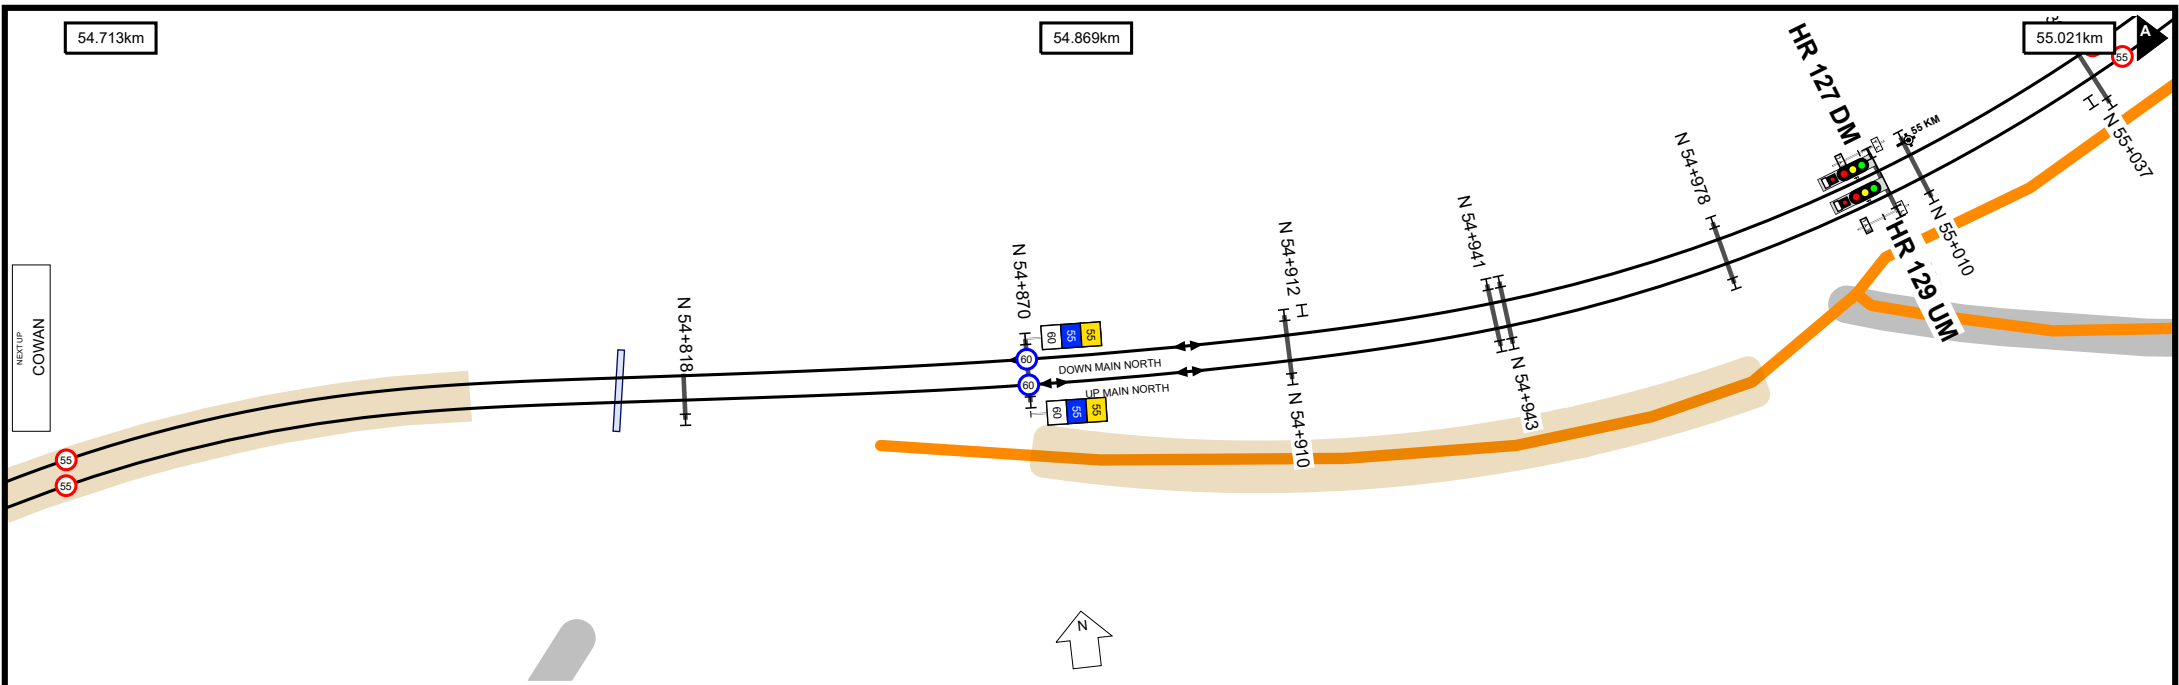 54.713km
54.869km
55.021km
A
55
HR 127 DM
55 KM
N 55+037
N 54+978
N 55+010
HR 129 UM
N 54+941
N 54+912
N 54+870
N 54+818
NEXT UP
COWAN
60
55
55
60
DOWN MAIN NORTH
60
UP MAIN NORTH
60
55
55
N 54+943
N 54+910
55
55
N